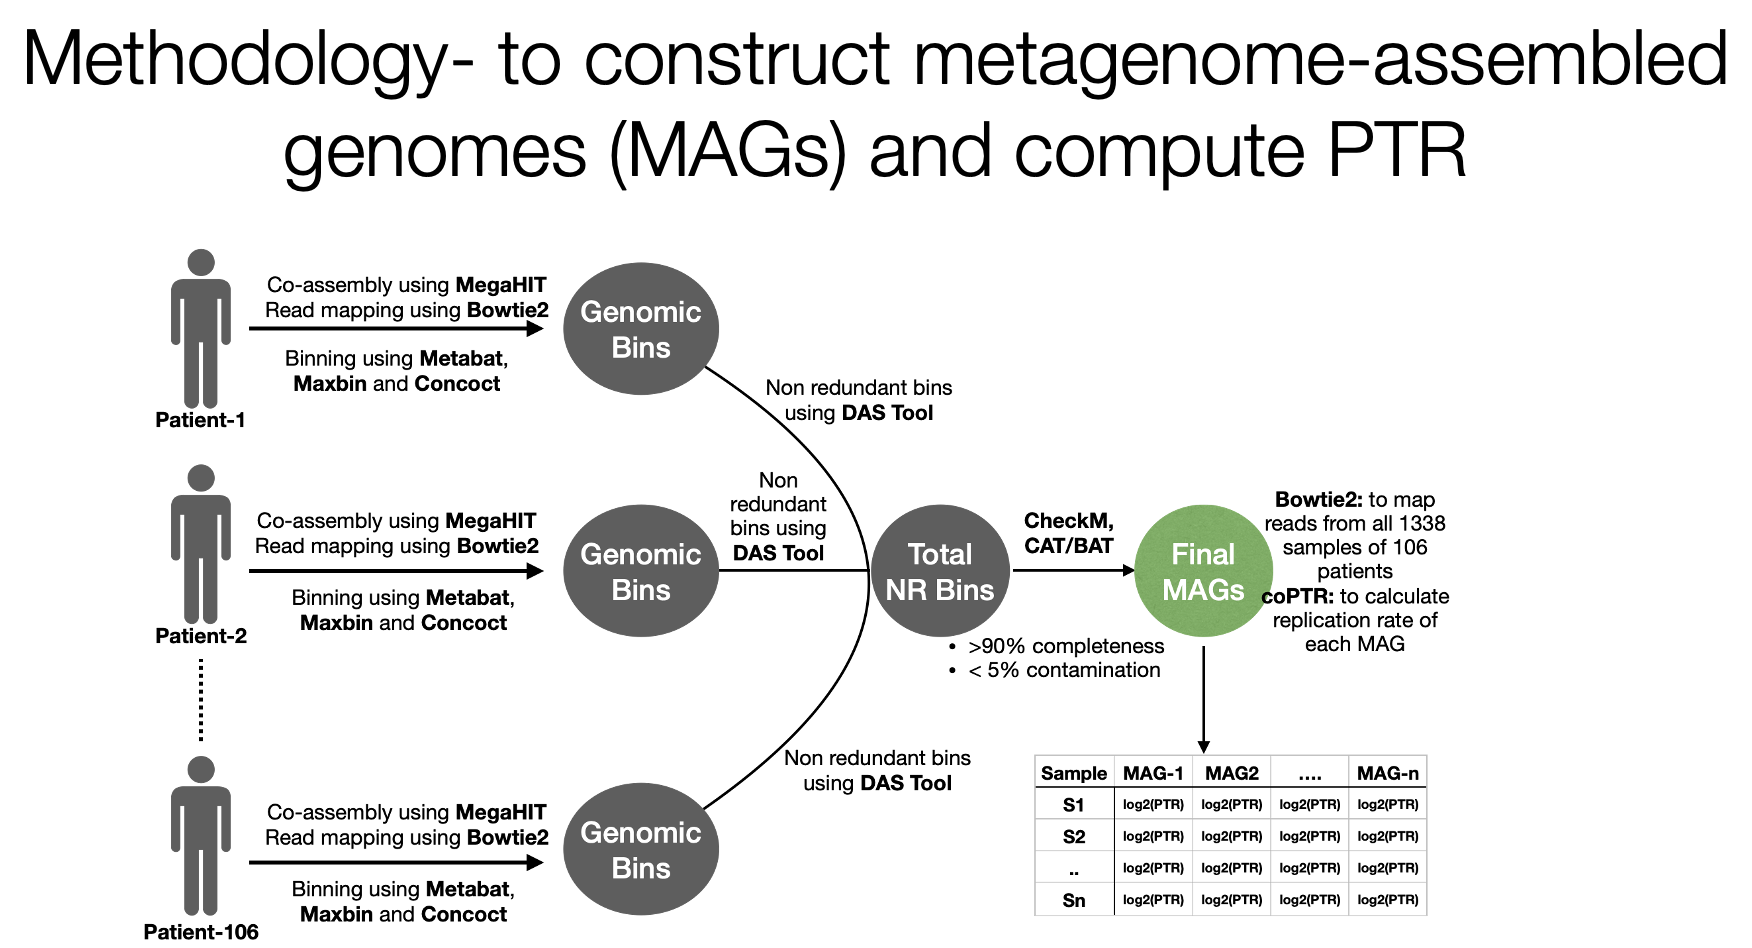 Methodology- to construct metagenome-assembled
genomes (MAGs) and compute PTR
Co-assembly using MegaHIT
Read mapping using Bowtie2
Binning using Metabat,
Maxbin and Concoct
Patient-1
Genomic
Bins
Non redundant bins
using DAS Tool
Co-assembly using MegaHIT
Read mapping using Bowtie2
Binning using Metabat,
Maxbin and Concoct
Patient-2
Genomic
Bins
Non
redundant
bins using
DAS Tool
Total
NR Bins
CheckM,
CAT/BAT
• >90% completeness
• < 5% contamination
Final
MAGs
Bowtie2: to map
reads from all 1338
samples of 106
patients
coPTR: to calculate
replication rate of
each MAG
Co-assembly using MegaHIT
Read mapping using Bowtie2
Binning using Metabat,
Maxbin and Concoct
Patient-106
Genomic
Bins
Non redundant bins
using DAS Tool
Sample MAG-1 MAG2 .... MAG-n
S1 log2(PTR) log2(PTR) log2(PTR) log2(PTR)
S2 log2(PTR) log2(PTR) log2(PTR) log2(PTR)
.. log2(PTR) log2(PTR) log2(PTR) log2(PTR)
Sn log2(PTR) log2(PTR) log2(PTR) log2(PTR)